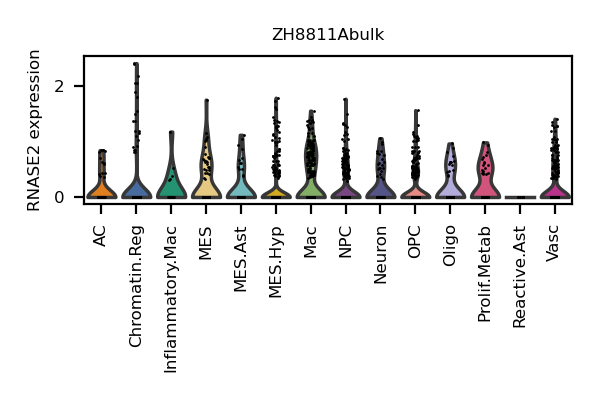 ZH8811Abulk
RNASE2 expression
2
0
AC
Chromatin.Reg
Inflammatory.Mac
MES
MES.Ast
MES.Hyp
Mac
NPC
Neuron
OPC
Oligo
Prolif.Metab
Reactive.Ast
Vasc